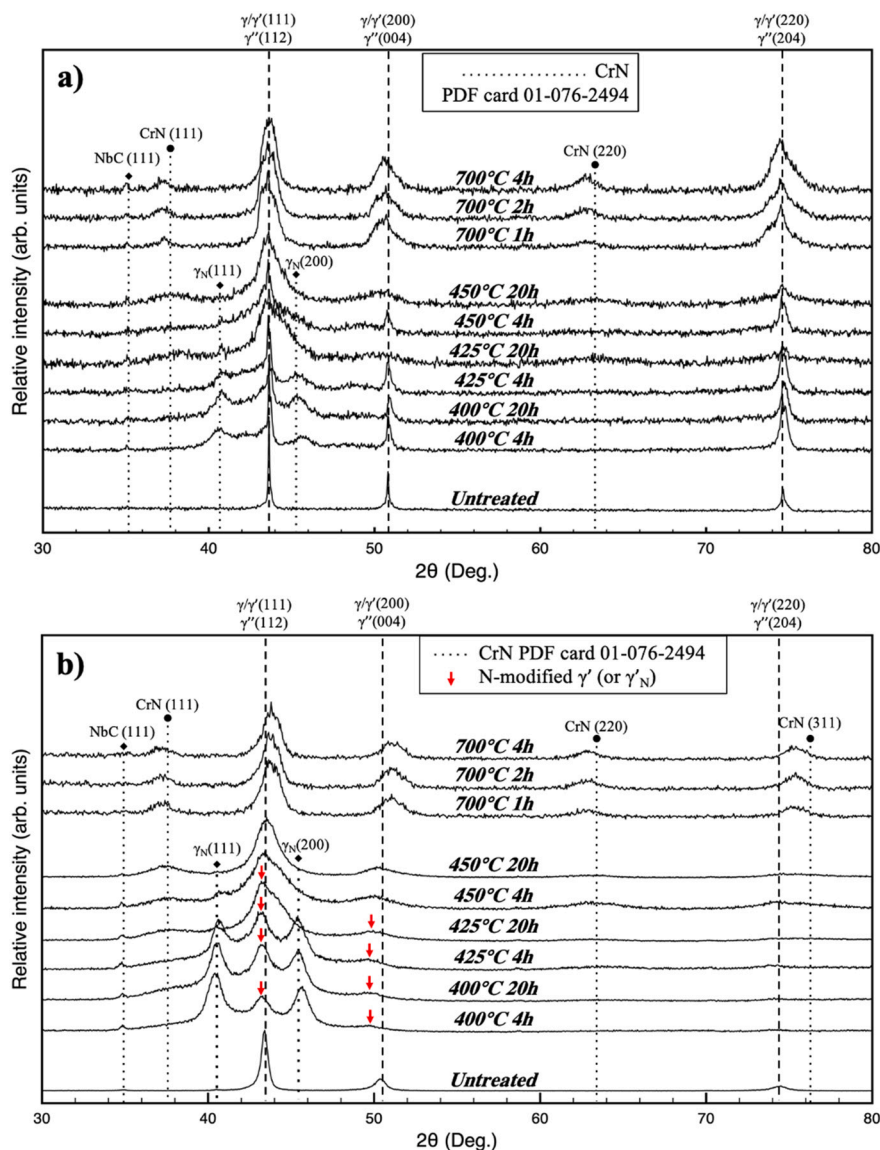 γ/γ′(111)
γ″(112)
γ/γ′(200)
γ″(004)
γ/γ′(220)
γ″(204)
a)
CrN
PDF card 01-076-2494
CrN (111)
NbC (111)
CrN (220)
700°C 4h
700°C 2h
700°C 1h
γN(111)
γN(200)
450°C 20h
450°C 4h
425°C 20h
425°C 4h
400°C 20h
400°C 4h
Untreated
Relative intensity (arb. units)
30 40 50 60 70 80
2θ (Deg.)
γ/γ′(111)
γ″(112)
γ/γ′(200)
γ″(004)
γ/γ′(220)
γ″(204)
b)
CrN PDF card 01-076-2494
N-modified γ′ (or γ′N)
CrN (111)
NbC (111)
CrN (220)
CrN (311)
700°C 4h
700°C 2h
700°C 1h
γN(111)
γN(200)
450°C 20h
450°C 4h
425°C 20h
425°C 4h
400°C 20h
400°C 4h
Untreated
Relative intensity (arb. units)
30 40 50 60 70 80
2θ (Deg.)